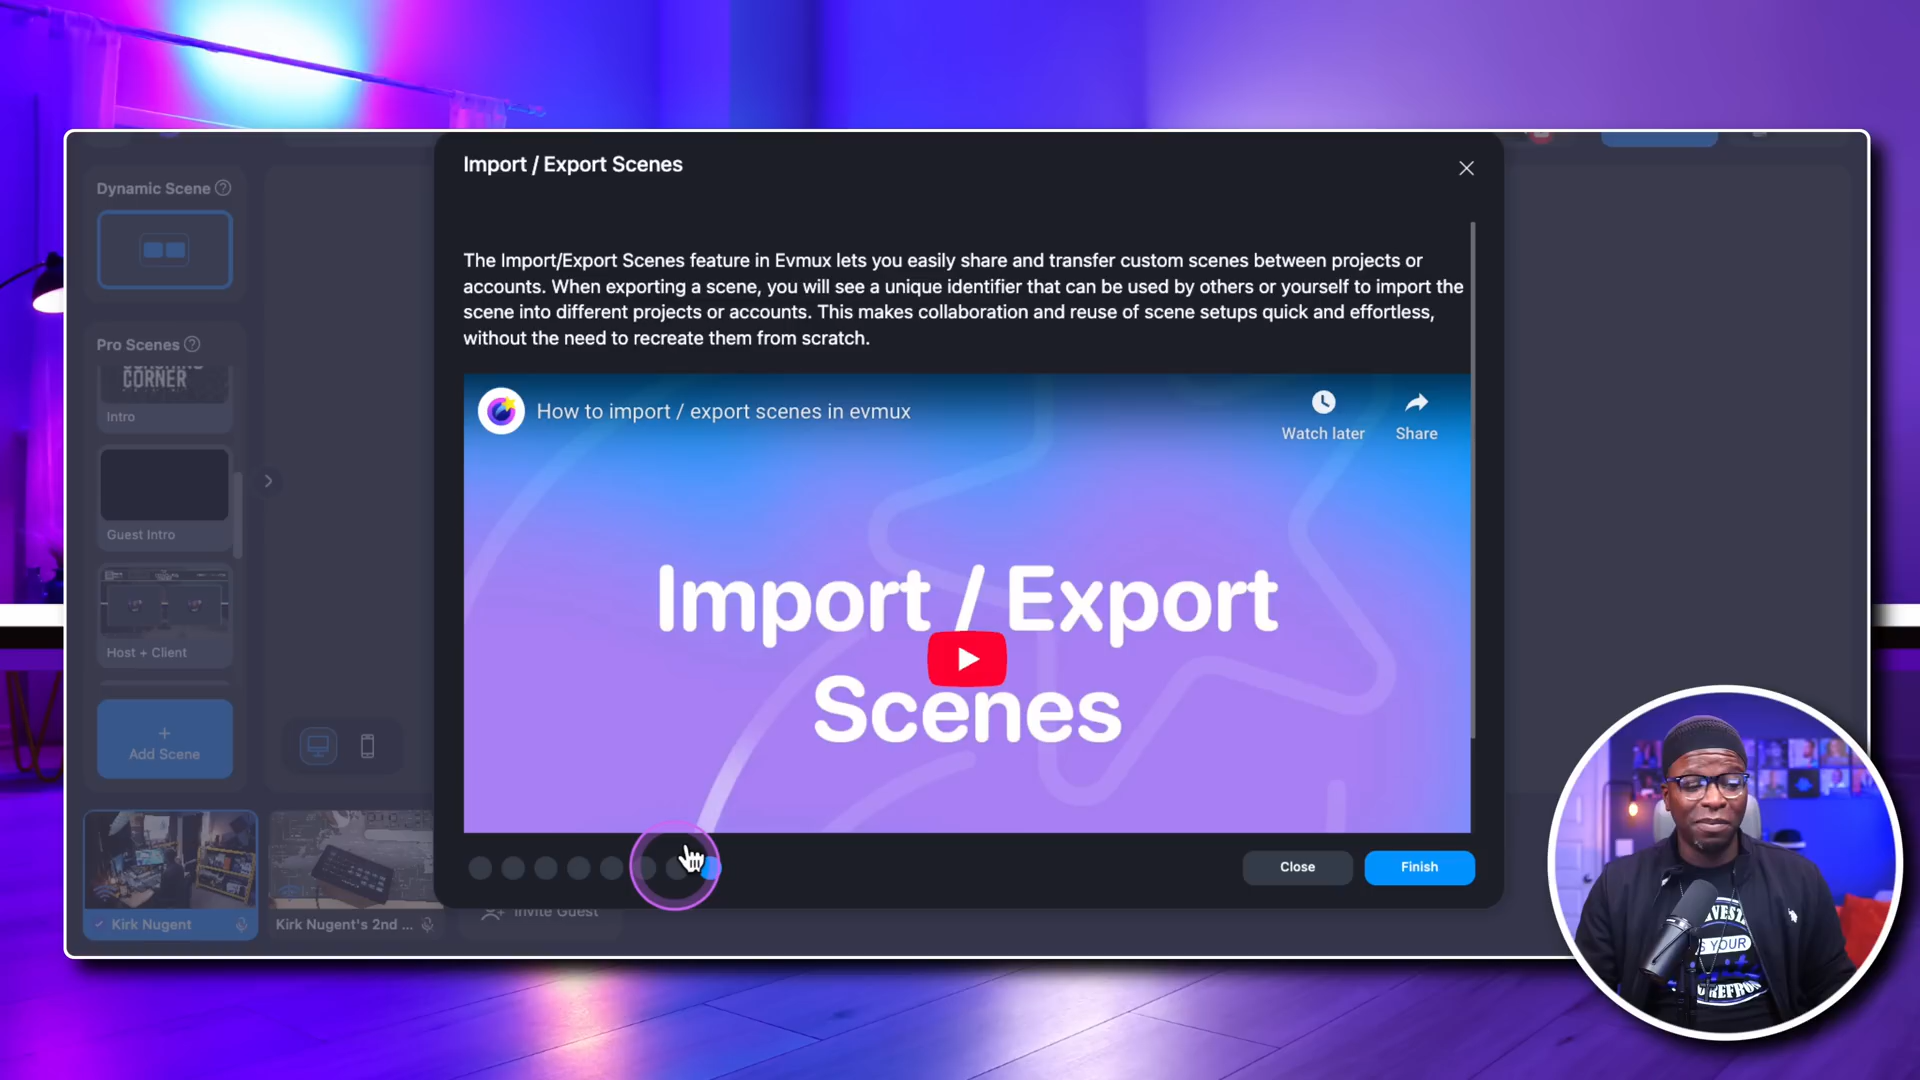 Import / Export Scenes
Dynamic Scene
The Import/Export Scenes feature in Evmux lets you easily share and transfer custom scenes between projects or
accounts. When exporting a scene, you will see a unique identifier that can be used by others or yourself to import the
scene into different projects or accounts. This makes collaboration and reuse of scene setups quick and effortless,
without the need to recreate them from scratch.
Pro Scenes
CORNER
Intro
How to import / export scenes in evmux
Watch later
Share
Guest Intro
Import / Export
Scenes
Host + Client
+
Add Scene
Close
Finish
Kirk Nugent
Kirk Nugent's 2nd ...
Invite Guest